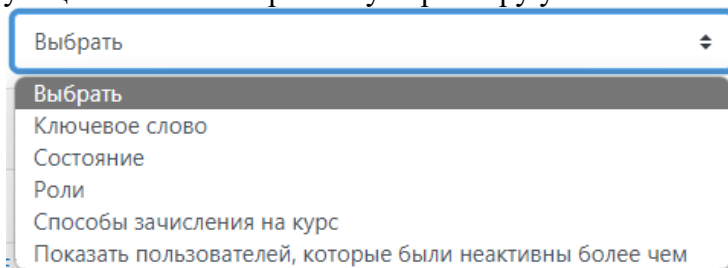 Выбрать
Выбрать
Ключевое слово
Состояние
Роли
Способы зачисления на курс
Показать пользователей, которые были неактивны более чем